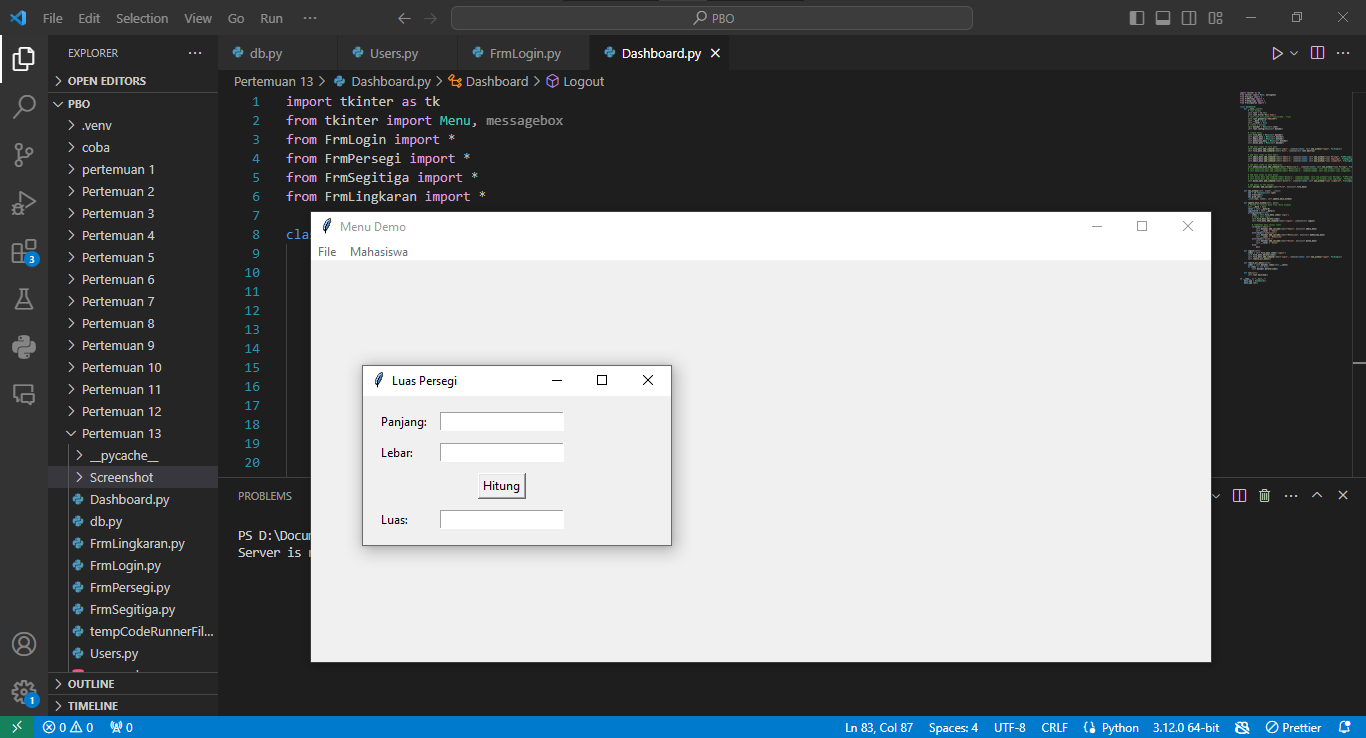 File Edit Selection View Go Run ··· PBO
EXPLORER ···
OPEN EDITORS
PBO
.venv
coba
pertemuan 1
Pertemuan 2
Pertemuan 3
Pertemuan 4
Pertemuan 5
Pertemuan 6
Pertemuan 7
Pertemuan 8
Pertemuan 9
Pertemuan 10
Pertemuan 11
Pertemuan 12
Pertemuan 13
__pycache__
Screenshot
Dashboard.py
db.py
FrmLingkaran.py
FrmLogin.py
FrmPersegi.py
FrmSegitiga.py
tempCodeRunnerFil...
Users.py
OUTLINE
TIMELINE
3
1
db.py Users.py FrmLogin.py Dashboard.py
Pertemuan 13 > Dashboard.py > Dashboard > Logout
1 import tkinter as tk
2 from tkinter import Menu, messagebox
3 from FrmLogin import *
4 from FrmPersegi import *
5 from FrmSegitiga import *
6 from FrmLingkaran import *
7
8 clas
9
10
11
12
13
14
15
16
17
18
19
20
Menu Demo
File Mahasiswa
Luas Persegi
Panjang:
Lebar:
Hitung
Luas:
PROBLEMS
PS D:\Docum
Server is
0 0 0 Ln 83, Col 87 Spaces: 4 UTF-8 CRLF Python 3.12.0 64-bit Prettier